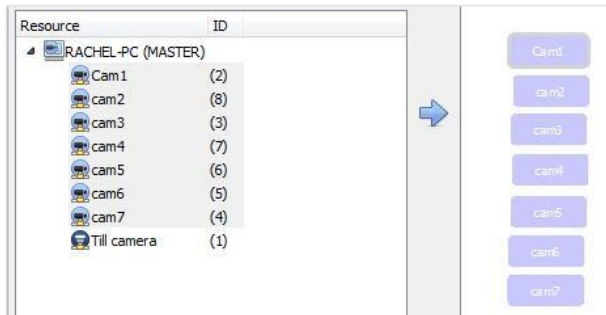 Resource ID
RACHEL-PC (MASTER)
Cam1 (2)
cam2 (8)
cam3 (3)
cam4 (7)
cam5 (6)
cam6 (5)
cam7 (4)
Till camera (1)
Cam1
cam2
cam3
cam4
cam5
cam6
cam7